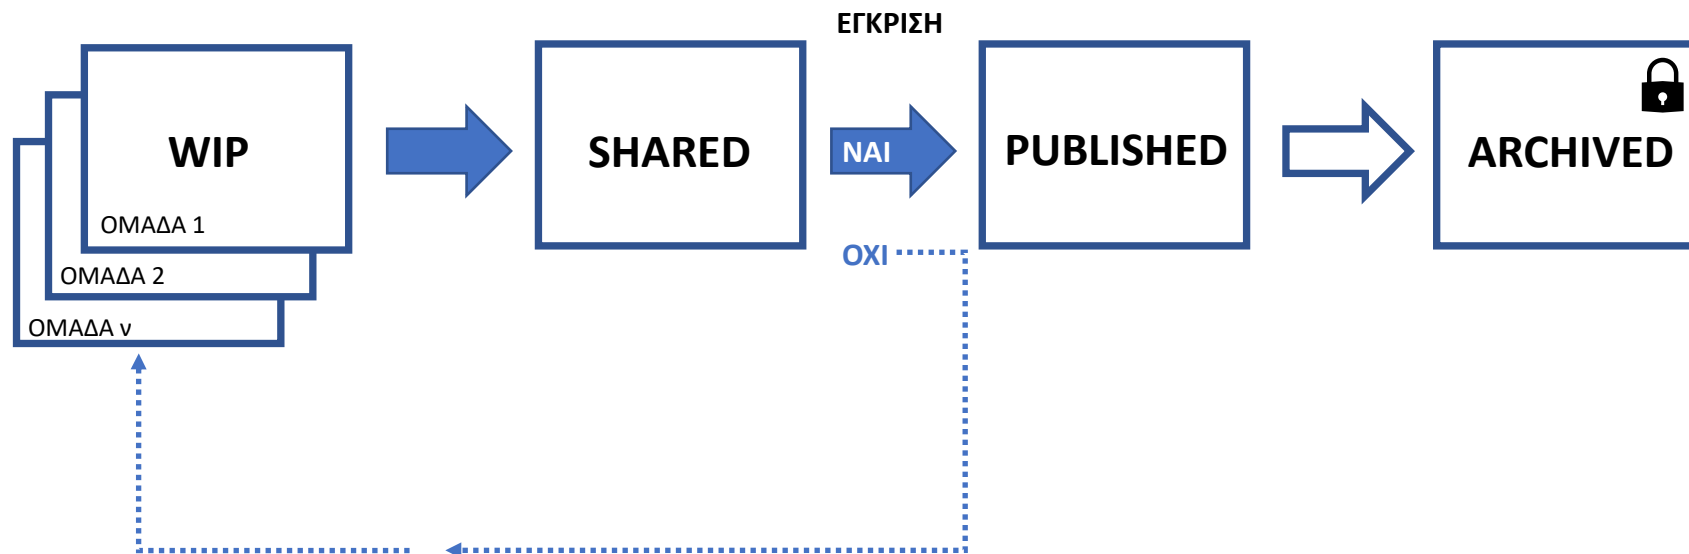 ΕΓΚΡΙΣΗ
WIP
ΟΜΑΔΑ 1
ΟΜΑΔΑ 2
ΟΜΑΔΑ ν
SHARED
ΝΑΙ
ΟΧΙ
PUBLISHED
ARCHIVED